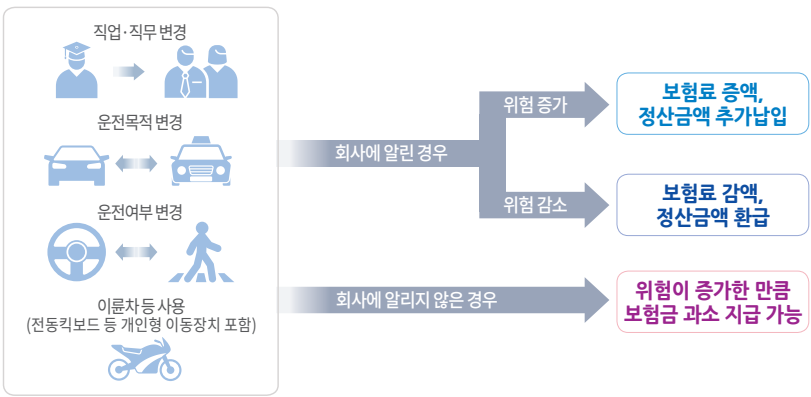 직업·직무 변경
운전목적 변경
운전여부 변경
이륜차 등 사용
(전동킥보드 등 개인형 이동장치 포함)
회사에 알린 경우
위험 증가
보험료 증액,
정산금액 추가납입
위험 감소
보험료 감액,
정산금액 환급
회사에 알리지 않은 경우
위험이 증가한 만큼
보험금 과소 지급 가능